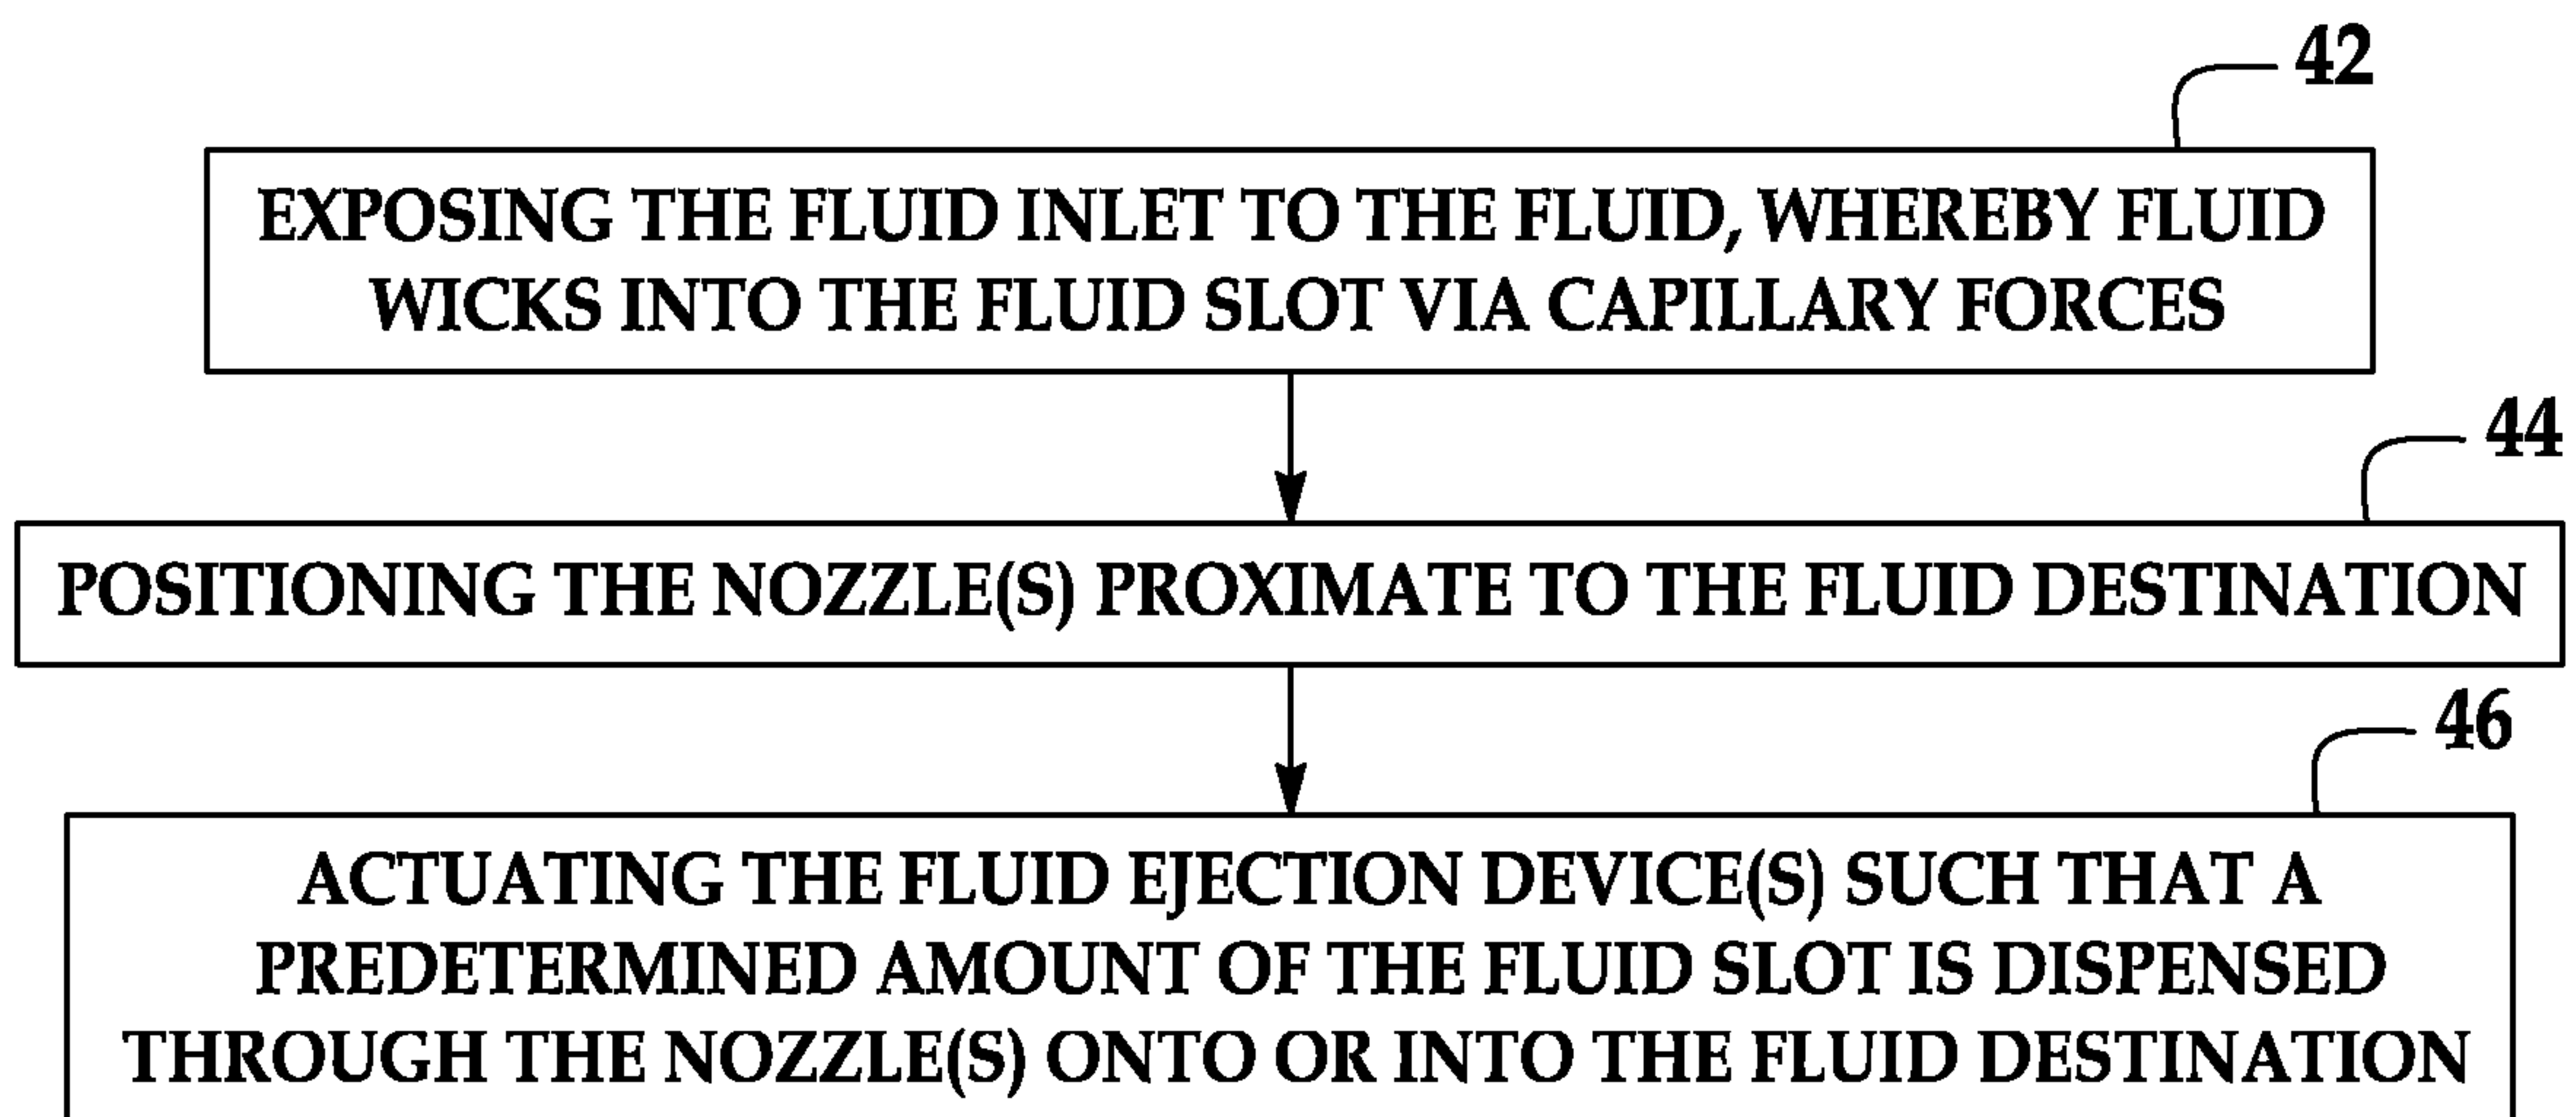 42
EXPOSING THE FLUID INLET TO THE FLUID, WHEREBY FLUID
WICKS INTO THE FLUID SLOT VIA CAPILLARY FORCES
44
POSITIONING THE NOZZLE(S) PROXIMATE TO THE FLUID DESTINATION
46
ACTUATING THE FLUID EJECTION DEVICE(S) SUCH THAT A
PREDETERMINED AMOUNT OF THE FLUID SLOT IS DISPENSED
THROUGH THE NOZZLE(S) ONTO OR INTO THE FLUID DESTINATION